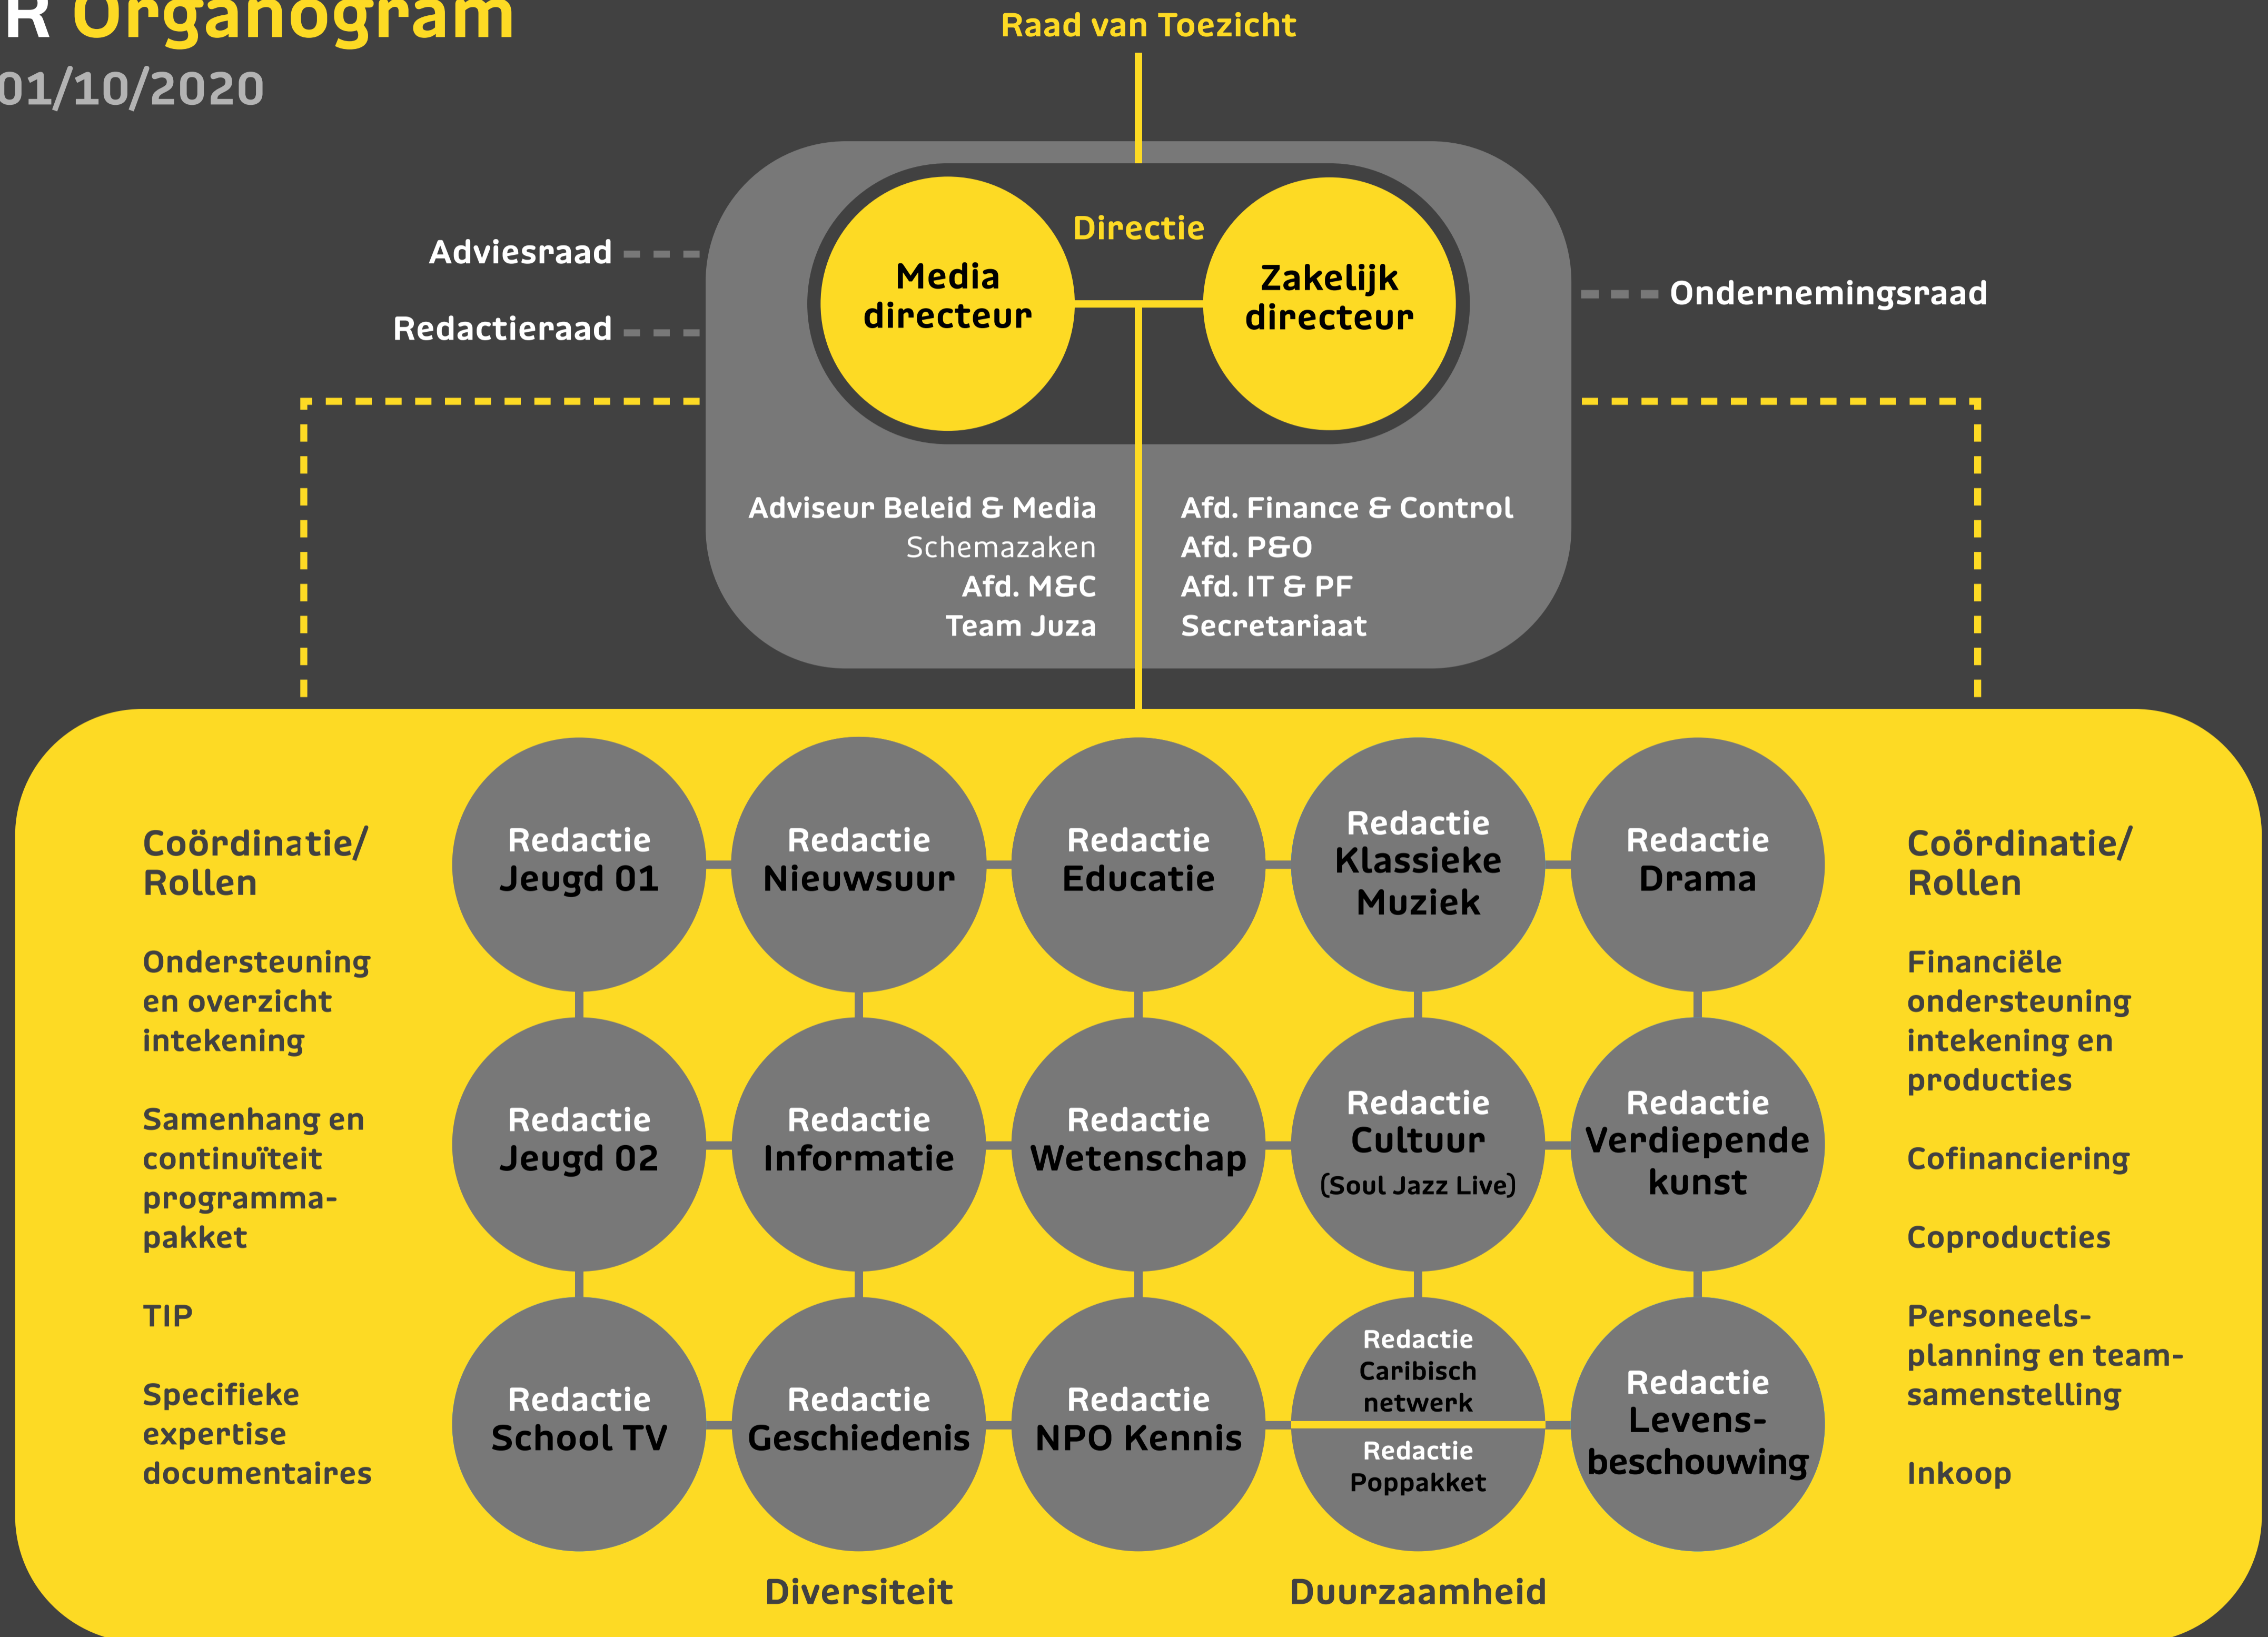 R Organogram
01/10/2020
Raad van Toezicht
Directie
Media
directeur
Zakelijk
directeur
Adviesraad
Redactieraad
Ondernemingsraad
Adviseur Beleid & Media
Schemazaken
Afd. M&C
Team Juza
Afd. Finance & Control
Afd. P&O
Afd. IT & PF
Secretariaat
Coördinatie/
Rollen
Ondersteuning
en overzicht
intekening
Samenhang en
continuïteit
programma-
pakket
TIP
Specifieke
expertise
documentaires
Redactie
Jeugd 01
Redactie
Nieuwsuur
Redactie
Educatie
Redactie
Klassieke
Muziek
Redactie
Drama
Redactie
Jeugd 02
Redactie
Informatie
Redactie
Wetenschap
Redactie
Cultuur
(Soul Jazz Live)
Redactie
Verdiepende
kunst
Redactie
School TV
Redactie
Geschiedenis
Redactie
NPO Kennis
Redactie
Caribisch
netwerk
Redactie
Poppakket
Redactie
Levens-
beschouwing
Coördinatie/
Rollen
Financiële
ondersteuning
intekening en
producties
Cofinanciering
Coproducties
Personeels-
planning en team-
samenstelling
Inkoop
Diversiteit
Duurzaamheid